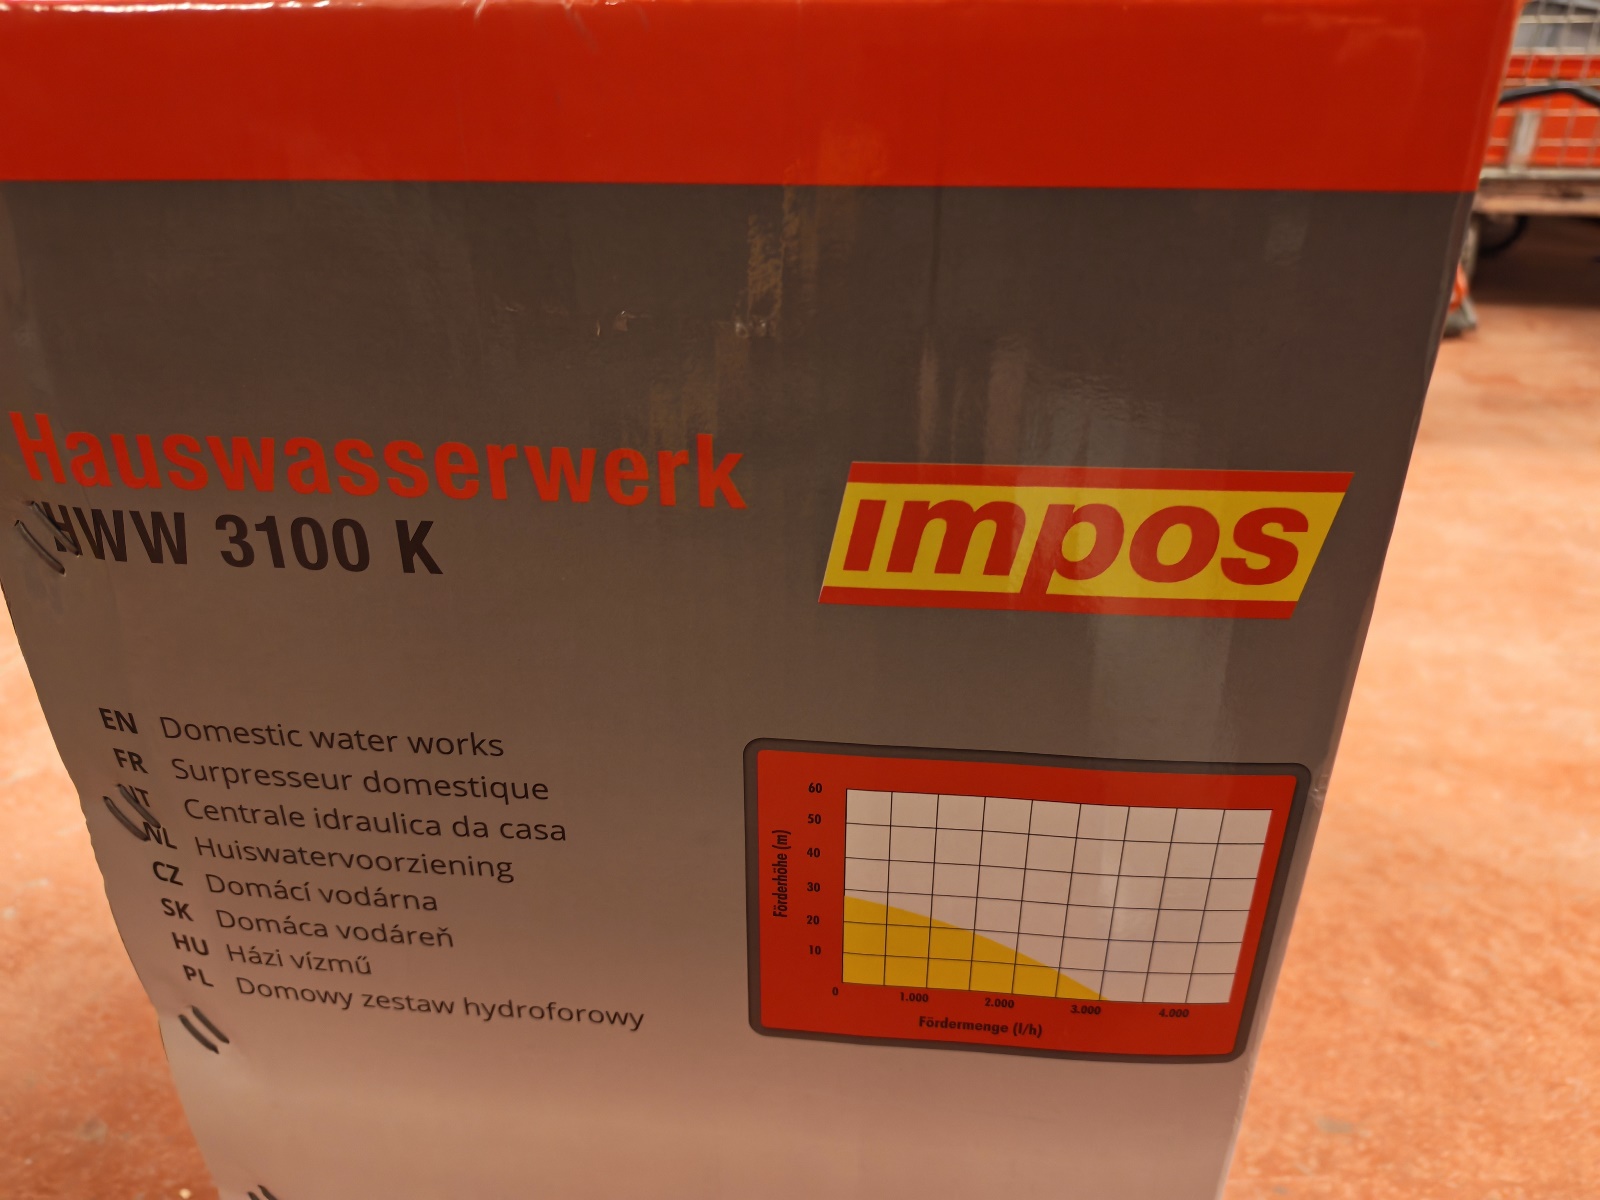 Hauswasserwerk
HWW 3100 K
impos
EN Domestic water works
FR Surpresseur domestique
IT Centrale idraulica da casa
NL Huiswatervoorziening
CZ Domácí vodárna
SK Domáca vodáreň
HU Házi vízmű
PL Domowy zestaw hydroforowy
Förderhöhe (m)
60
50
40
30
20
10
0 1.000 2.000 3.000 4.000
Fördermenge (l/h)